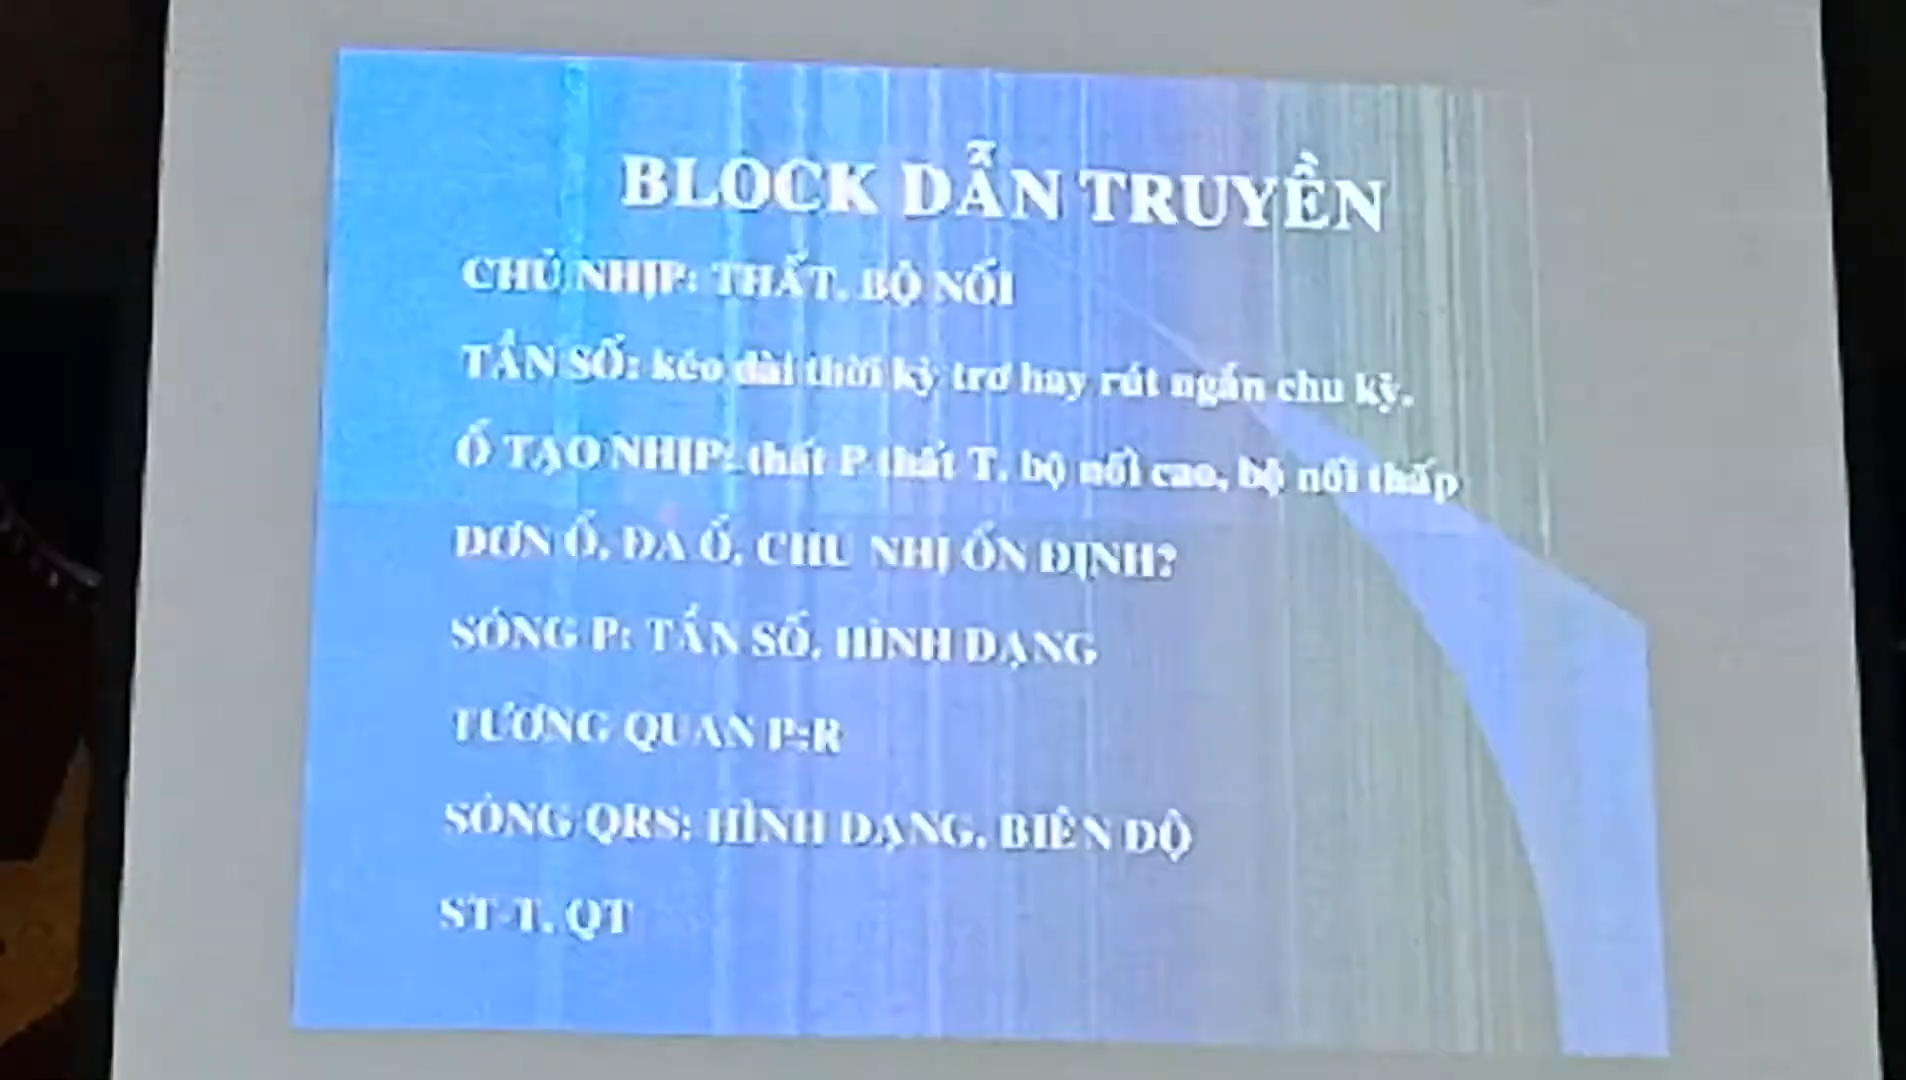 BLOCK DẪN TRUYỀN
CHỦ NHỊP: THẤT, BỘ NỐI
TẦN SỐ: kéo dài thời kỳ trơ hay rút ngắn chu kỳ.
Ổ TẠO NHỊP: thất P thất T, bộ nối cao, bộ nối thấp
ĐƠN Ổ, ĐA Ổ, CHU NHỊ ỔN ĐỊNH?
SÓNG P: TẦN SỐ, HÌNH DẠNG
TƯƠNG QUAN P:R
SÓNG QRS: HÌNH DẠNG, BIÊN ĐỘ
ST-T, QT